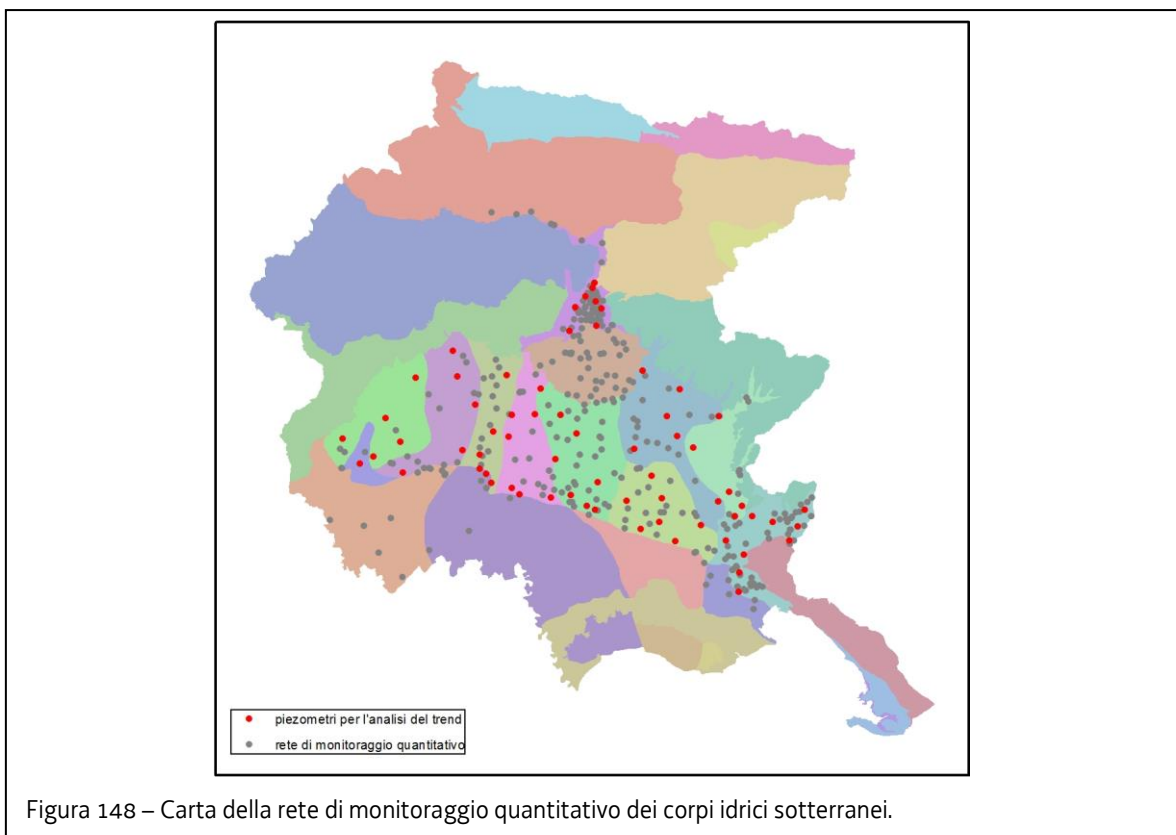 piezometri per l'analisi del trend
rete di monitoraggio quantitativo
Figura 148 – Carta della rete di monitoraggio quantitativo dei corpi idrici sotterranei.